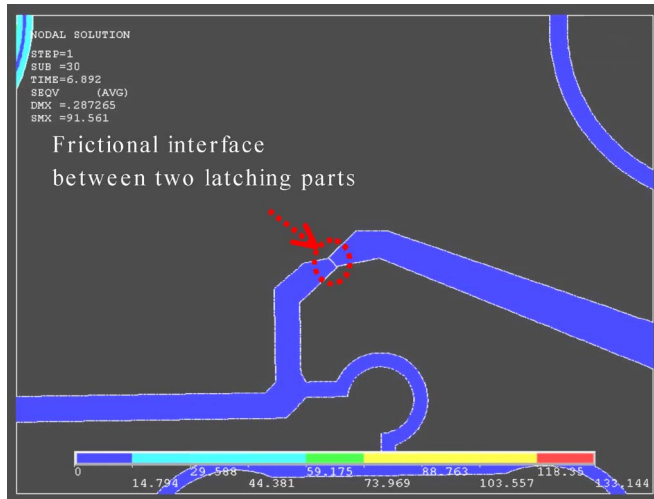 NODAL SOLUTION
STEP=1
SUB =30
TIME=6.892
SEQV (AVG)
DMX =.287265
SMX =91.561
Frictional interface
between two latching parts
0 29.588 59.175 88.763 118.35
14.794 44.381 73.969 103.557 133.144